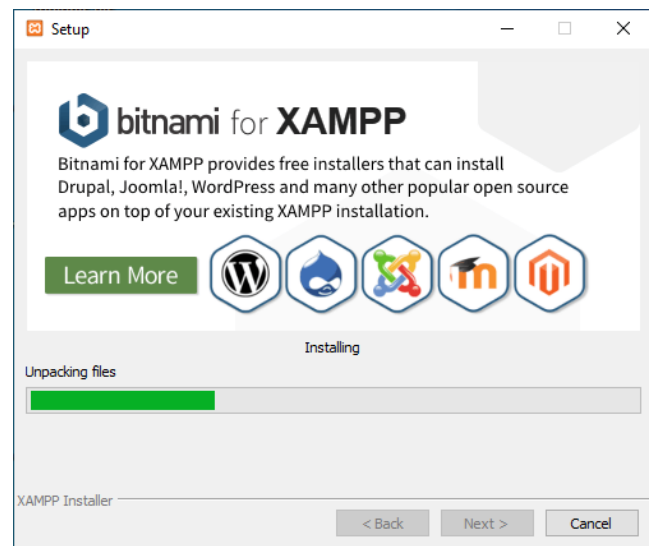 Setup
bitnami for XAMPP
Bitnami for XAMPP provides free installers that can install
Drupal, Joomla!, WordPress and many other popular open source
apps on top of your existing XAMPP installation.
Learn More
Installing
Unpacking files
XAMPP Installer
< Back Next > Cancel